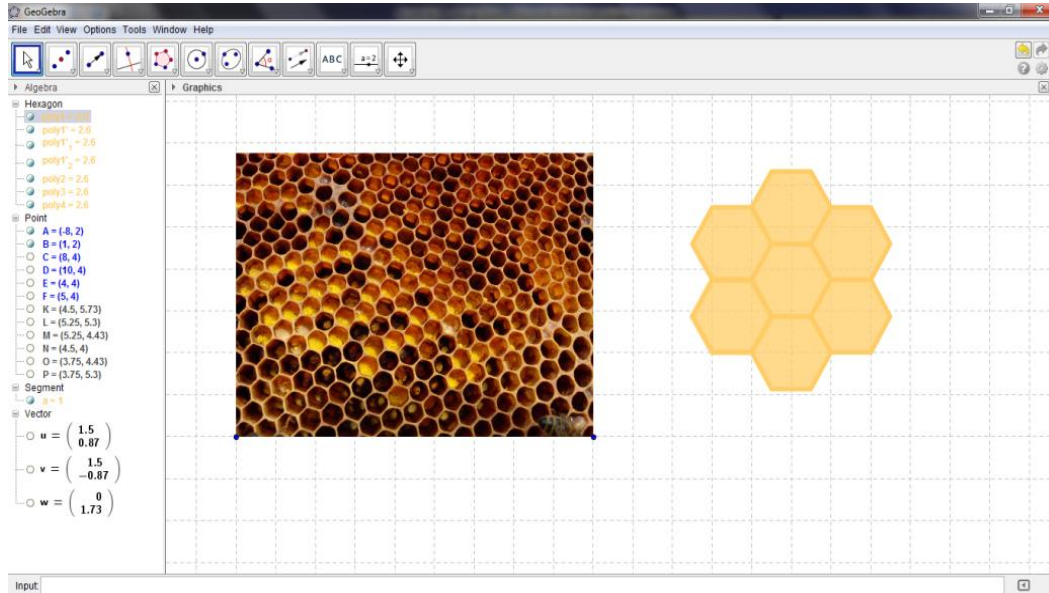 GeoGebra
File Edit View Options Tools Window Help
ABC a=2
Algebra
Graphics
Hexagon
poly1' = 2.6
poly1'₁ = 2.6
poly1'₂ = 2.6
poly2 = 2.6
poly3 = 2.6
poly4 = 2.6
Point
A = (-8, 2)
B = (1, 2)
C = (8, 4)
D = (10, 4)
E = (4, 4)
F = (5, 4)
K = (4.5, 5.73)
L = (5.25, 5.3)
M = (5.25, 4.43)
N = (4.5, 4)
O = (3.75, 4.43)
P = (3.75, 5.3)
Segment
a = 1
Vector
u = ( 1.5
0.87 )
v = ( 1.5
-0.87 )
w = ( 0
1.73 )
Input: